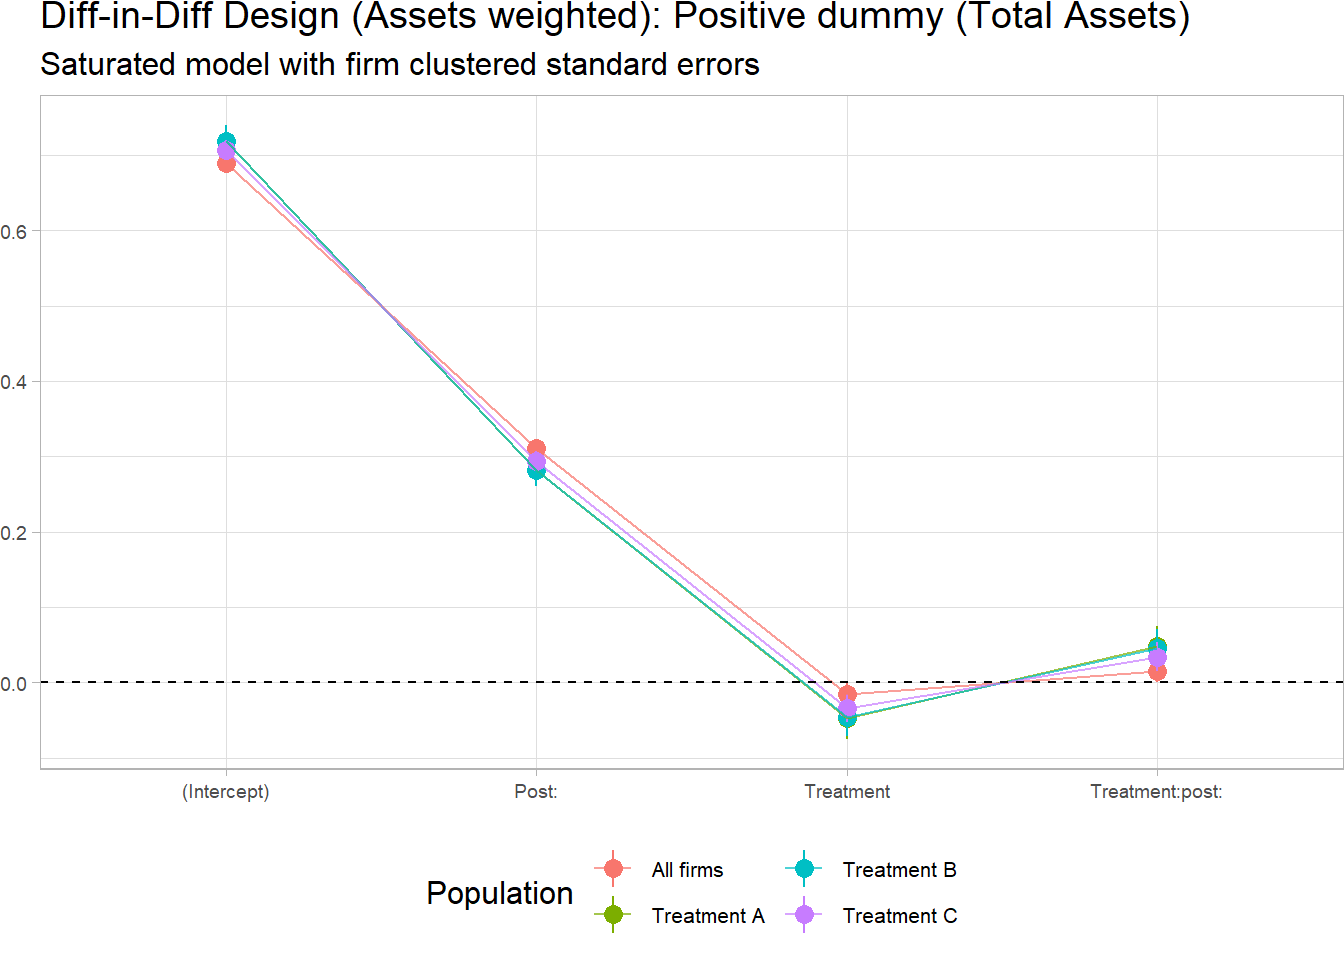 Diff-in-Diff Design (Assets weighted): Positive dummy (Total Assets)
Saturated model with firm clustered standard errors
0.6
0.4
0.2
0.0
(Intercept) Post: Treatment Treatment:post:
Population
All firms Treatment B
Treatment A Treatment C